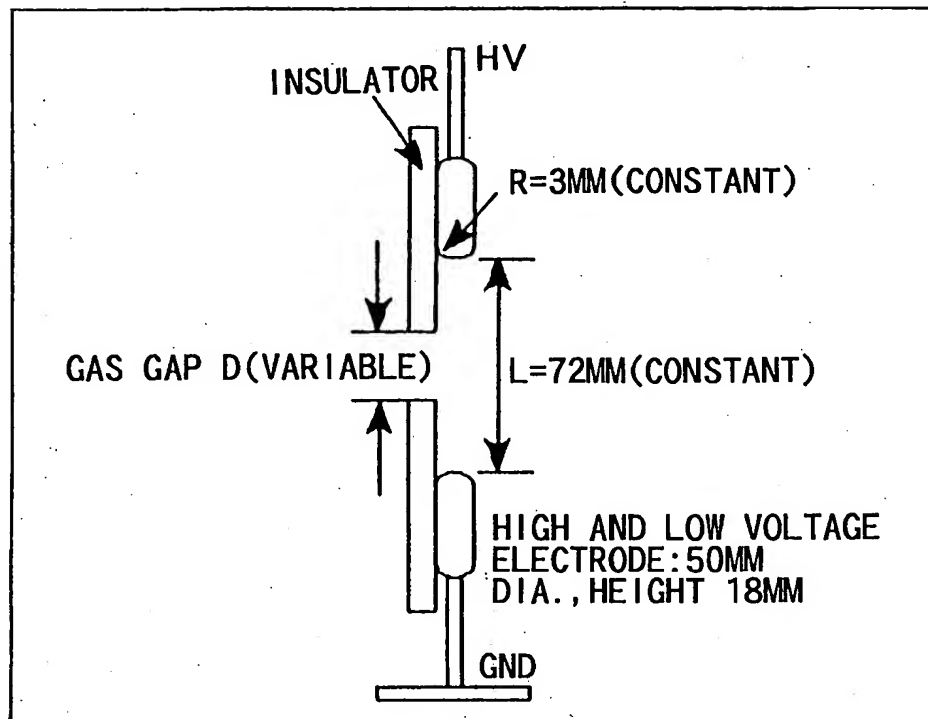 HV
INSULATOR
R=3MM(CONSTANT)
GAS GAP D(VARIABLE)
L=72MM(CONSTANT)
HIGH AND LOW VOLTAGE
ELECTRODE:50MM
DIA.,HEIGHT 18MM
GND